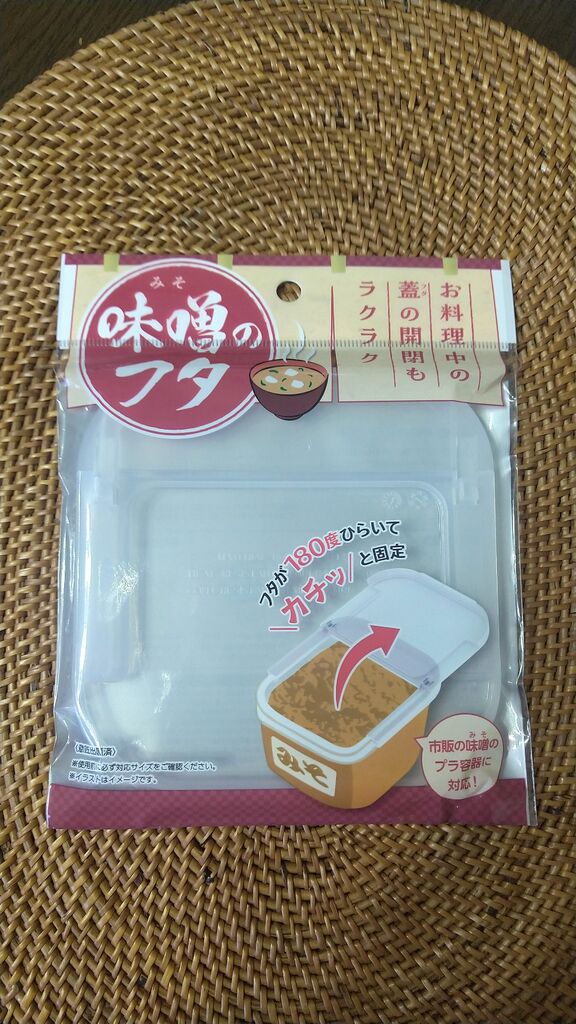 みそ
味噌の
フタ
お料理中の
フタ
蓋の開閉も
ラクラク
フタが180度ひらいて
カチッ/と固定
みそ
みそ
市販の味噌の
プラ容器に
対応!
※使用前に必ず対応サイズをご確認ください。
※イラストはイメージです。